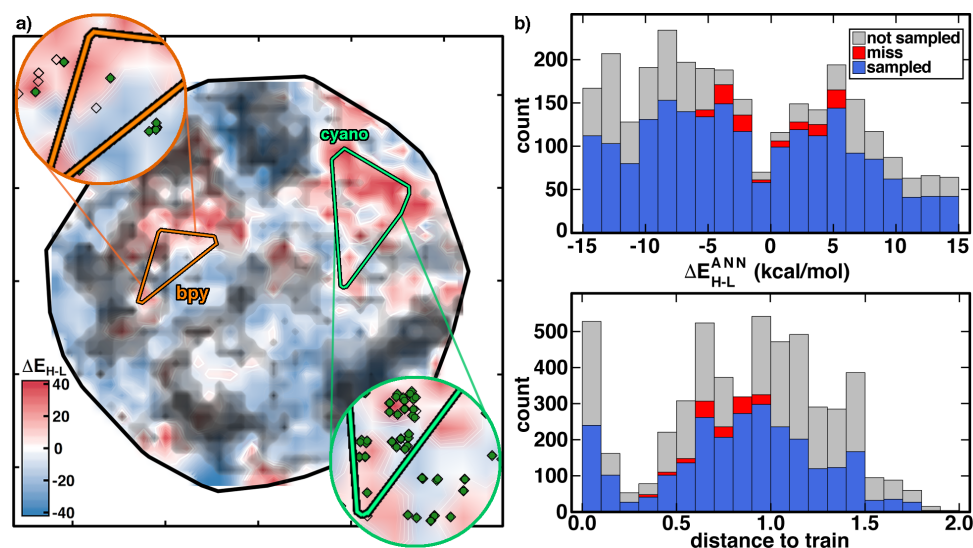 a)
cyano
bpy
ΔE_H-L
40
20
0
-20
-40
b)
not sampled
miss
sampled
200
150
100
50
0
count
-15 -10 -5 0 5 10 15
ΔE^ANN_H-L (kcal/mol)
500
400
300
200
100
0
count
0.0 0.5 1.0 1.5 2.0
distance to train